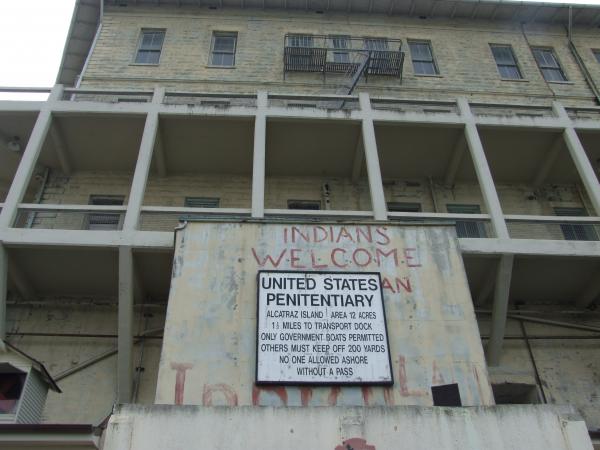 INDIANS
WELCOME
UNITED STATES
PENITENTIARY
ALCATRAZ ISLAND AREA 12 ACRES
1½ MILES TO TRANSPORT DOCK
ONLY GOVERNMENT BOATS PERMITTED
OTHERS MUST KEEP OFF 200 YARDS
NO ONE ALLOWED ASHORE
WITHOUT A PASS